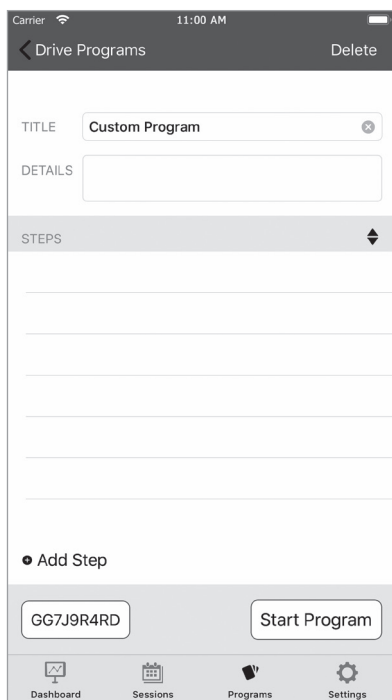 Carrier 11:00 AM
Drive Programs Delete
TITLE Custom Program
DETAILS
STEPS
Add Step
GG7J9R4RD Start Program
Dashboard Sessions Programs Settings